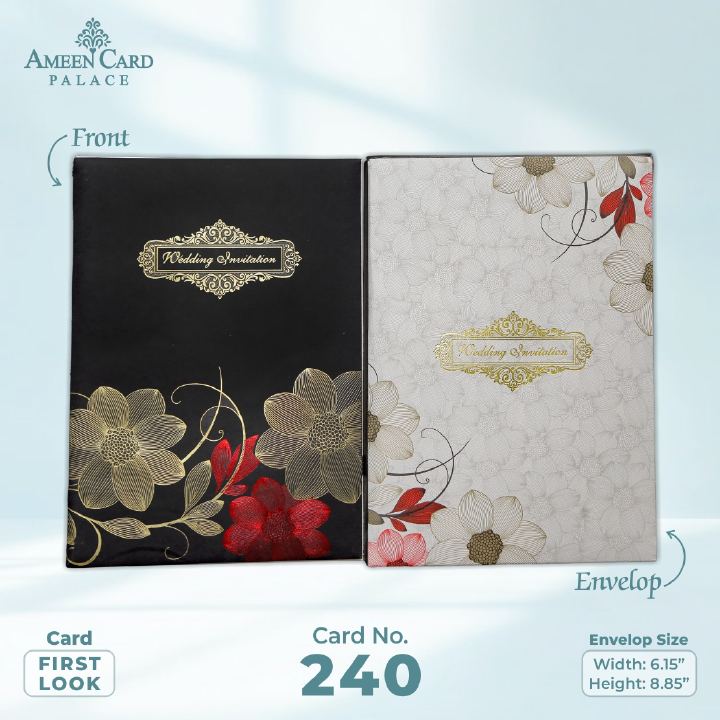 AMEEN CARD
PALACE
Front
Wedding Invitation
Wedding Invitation
Envelop
Card
FIRST
LOOK
Card No.
240
Envelop Size
Width: 6.15”
Height: 8.85”